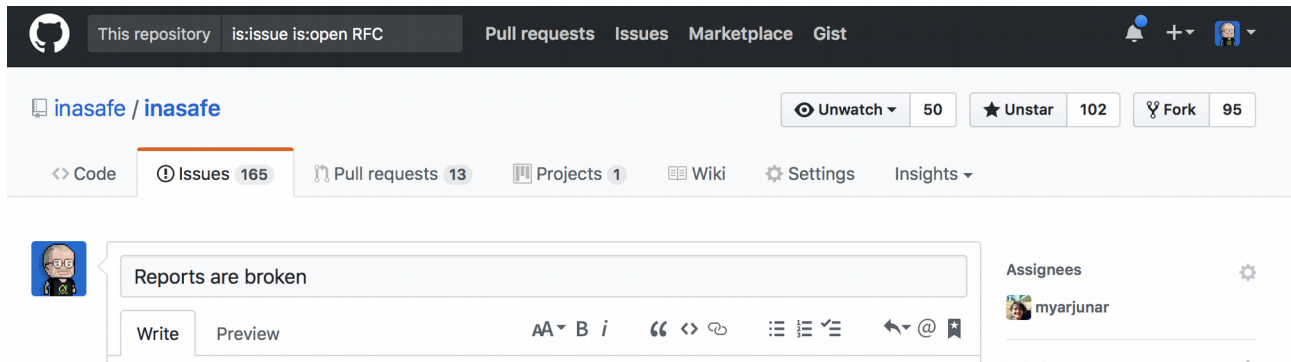 This repository is:issue is:open RFC Pull requests Issues Marketplace Gist
inasafe / inasafe Unwatch 50 Unstar 102 Fork 95
Code Issues 165 Pull requests 13 Projects 1 Wiki Settings Insights
Reports are broken
Assignees
myarjunar
Write Preview AA B i “ <> @